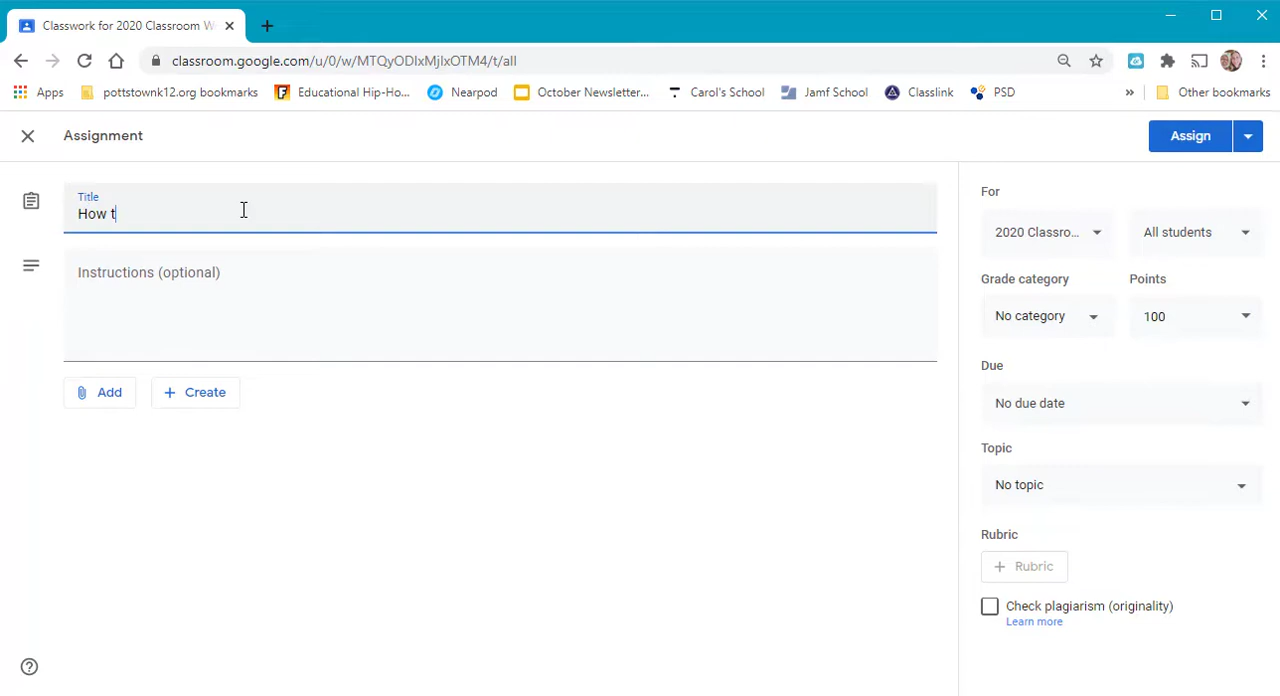 Classwork for 2020 Classroom W
classroom.google.com/u/0/w/MTQyODIxMjIxOTM4/t/all
Apps pottstownk12.org bookmarks Educational Hip-Ho... Nearpod October Newsletter... Carol's School Jamf School Classlink PSD » Other bookmarks
Assignment
Assign
Title
How t
Instructions (optional)
Add
+ Create
For
2020 Classro...
All students
Grade category
Points
No category
100
Due
No due date
Topic
No topic
Rubric
+ Rubric
Check plagiarism (originality)
Learn more